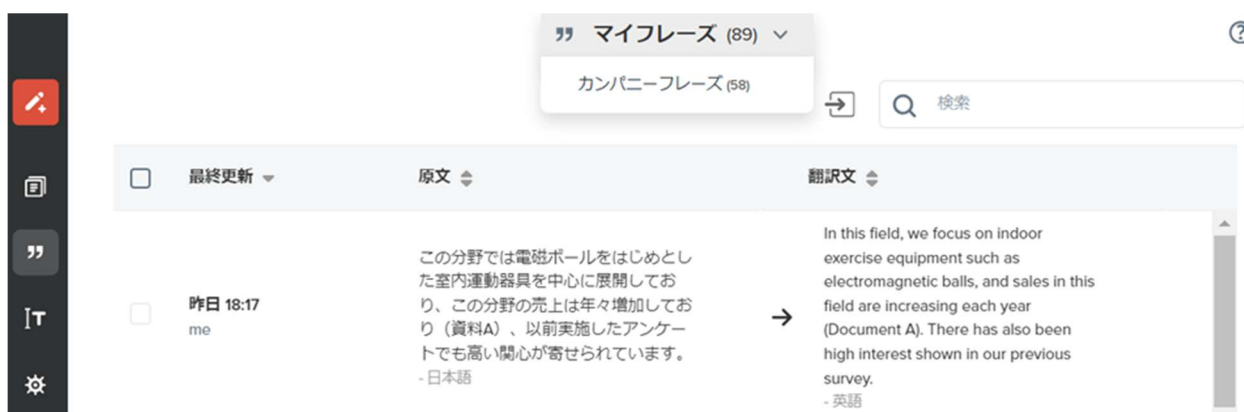 マイフレーズ (89)
カンパニーフレーズ (58)
検索
最終更新
原文
翻訳文
昨日 18:17
me
この分野では電磁ボールをはじめとし
た室内運動器具を中心に展開してお
り、この分野の売上は年々増加してお
り（資料A）、以前実施したアンケー
トでも高い関心が寄せられています。
- 日本語
In this field, we focus on indoor
exercise equipment such as
electromagnetic balls, and sales in this
field are increasing each year
(Document A). There has also been
high interest shown in our previous
survey.
- 英語